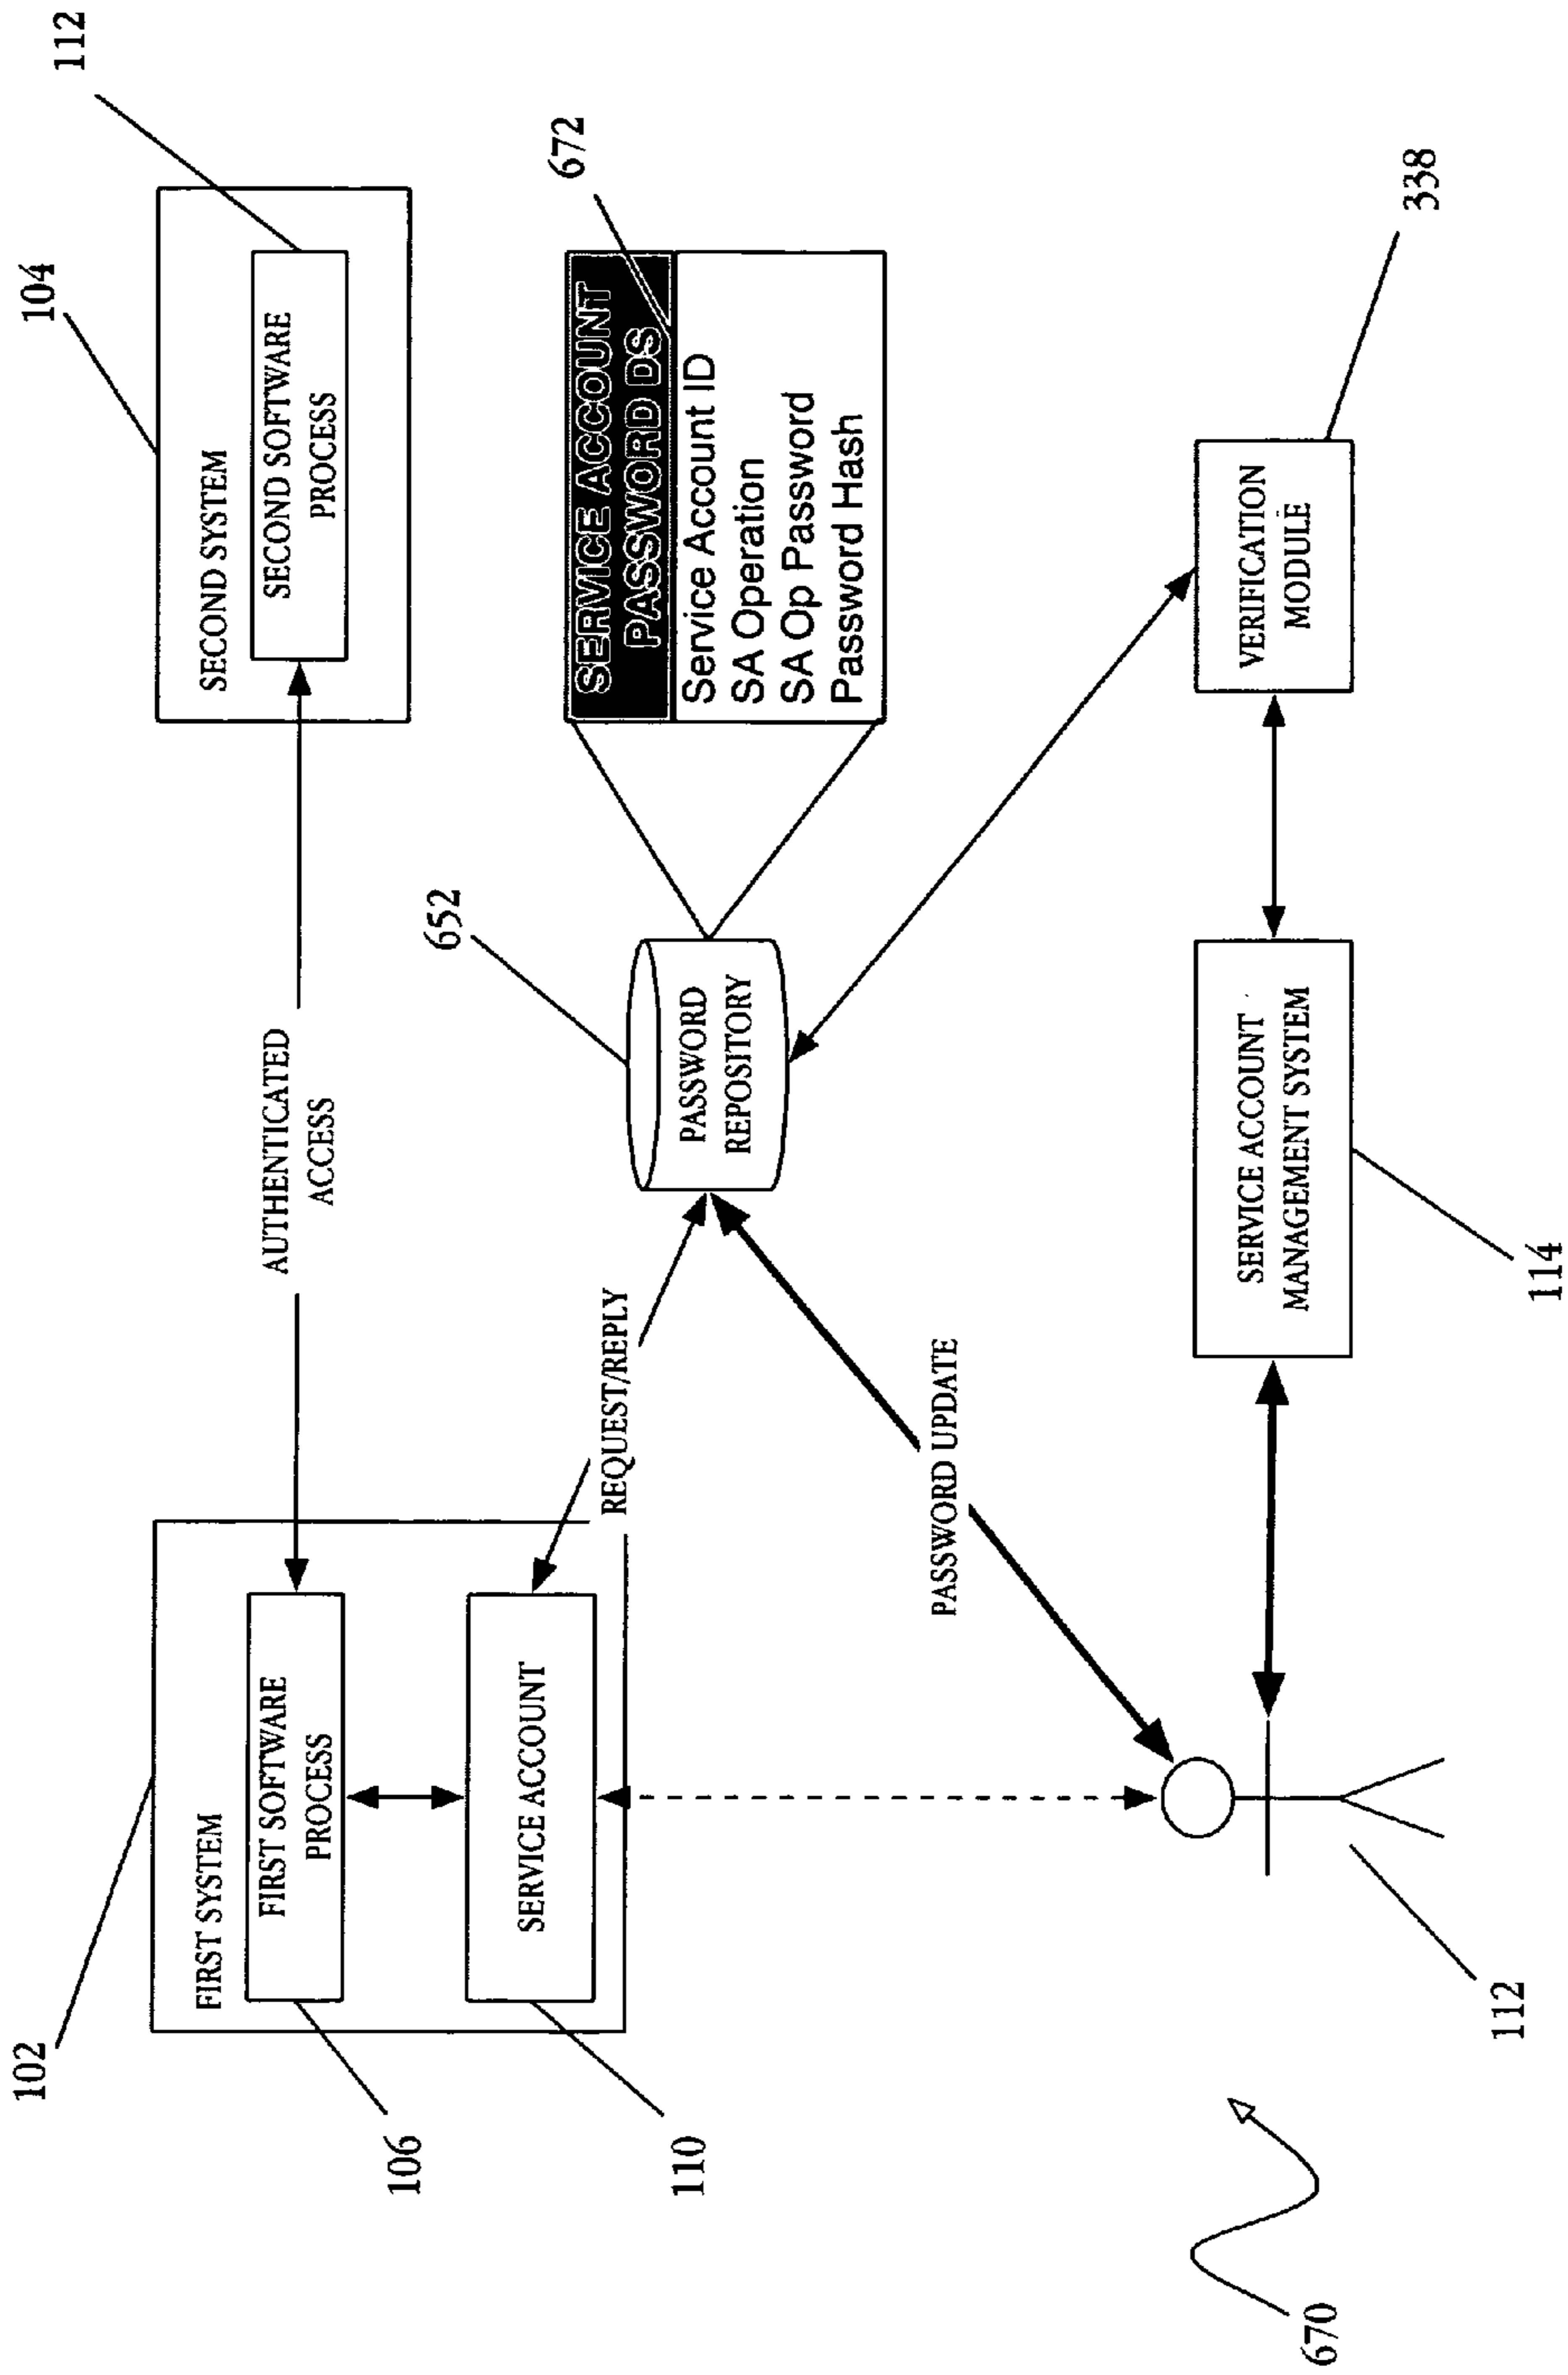 102
FIRST SYSTEM
FIRST SOFTWARE
PROCESS
106
SERVICE ACCOUNT
110
AUTHENTICATED
ACCESS
104
SECOND SYSTEM
SECOND SOFTWARE
PROCESS
112
REQUEST/REPLY
652
PASSWORD
REPOSITORY
672
SERVICE ACCOUNT
PASSWORD DS
Service Account ID
SA Operation
SA Op Password
Password Hash
PASSWORD UPDATE
670
112
SERVICE ACCOUNT
MANAGEMENT SYSTEM
114
VERIFICATION
MODULE
338